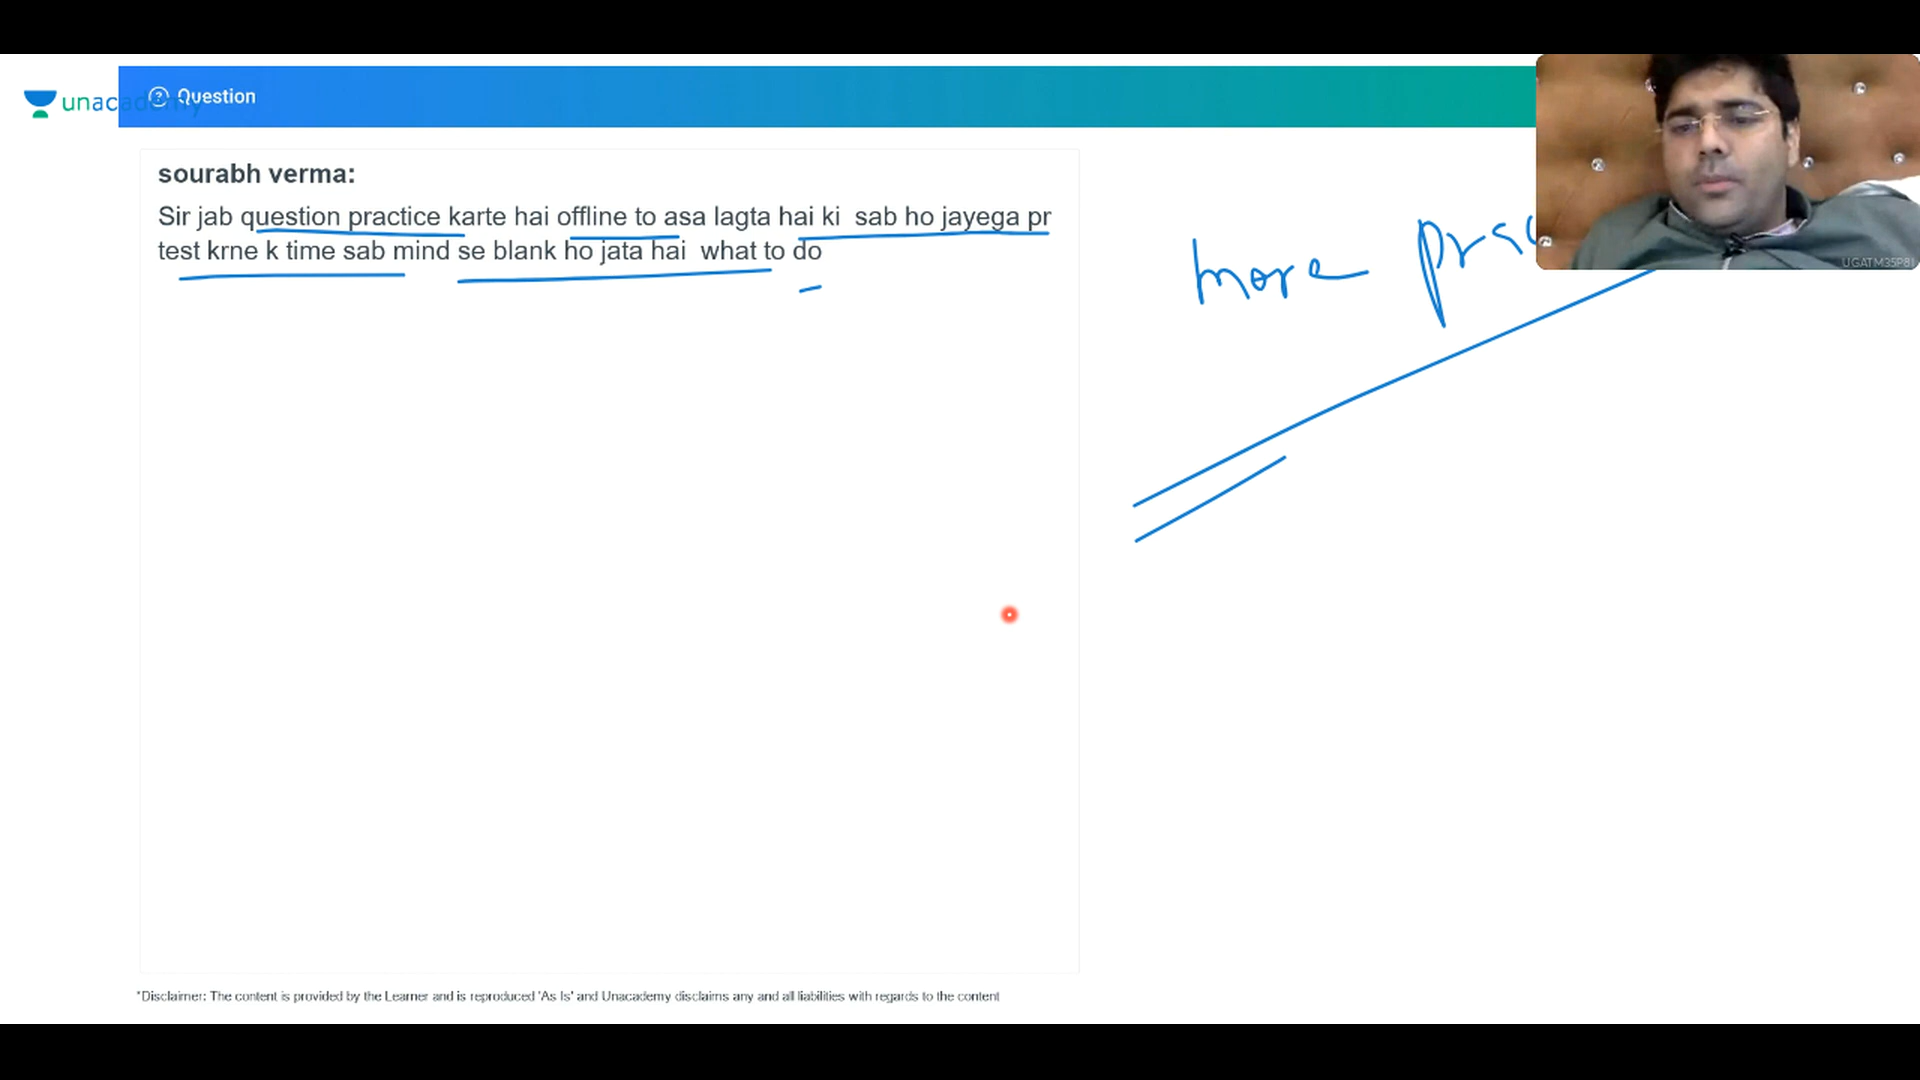 unacademy
Question
sourabh verma:
Sir jab question practice karte hai offline to asa lagta hai ki sab ho jayega pr
test krne k time sab mind se blank ho jata hai what to do
more
UGATM35P81
*Disclaimer: The content is provided by the Learner and is reproduced 'As Is' and Unacademy disclaims any and all liabilities with regards to the content